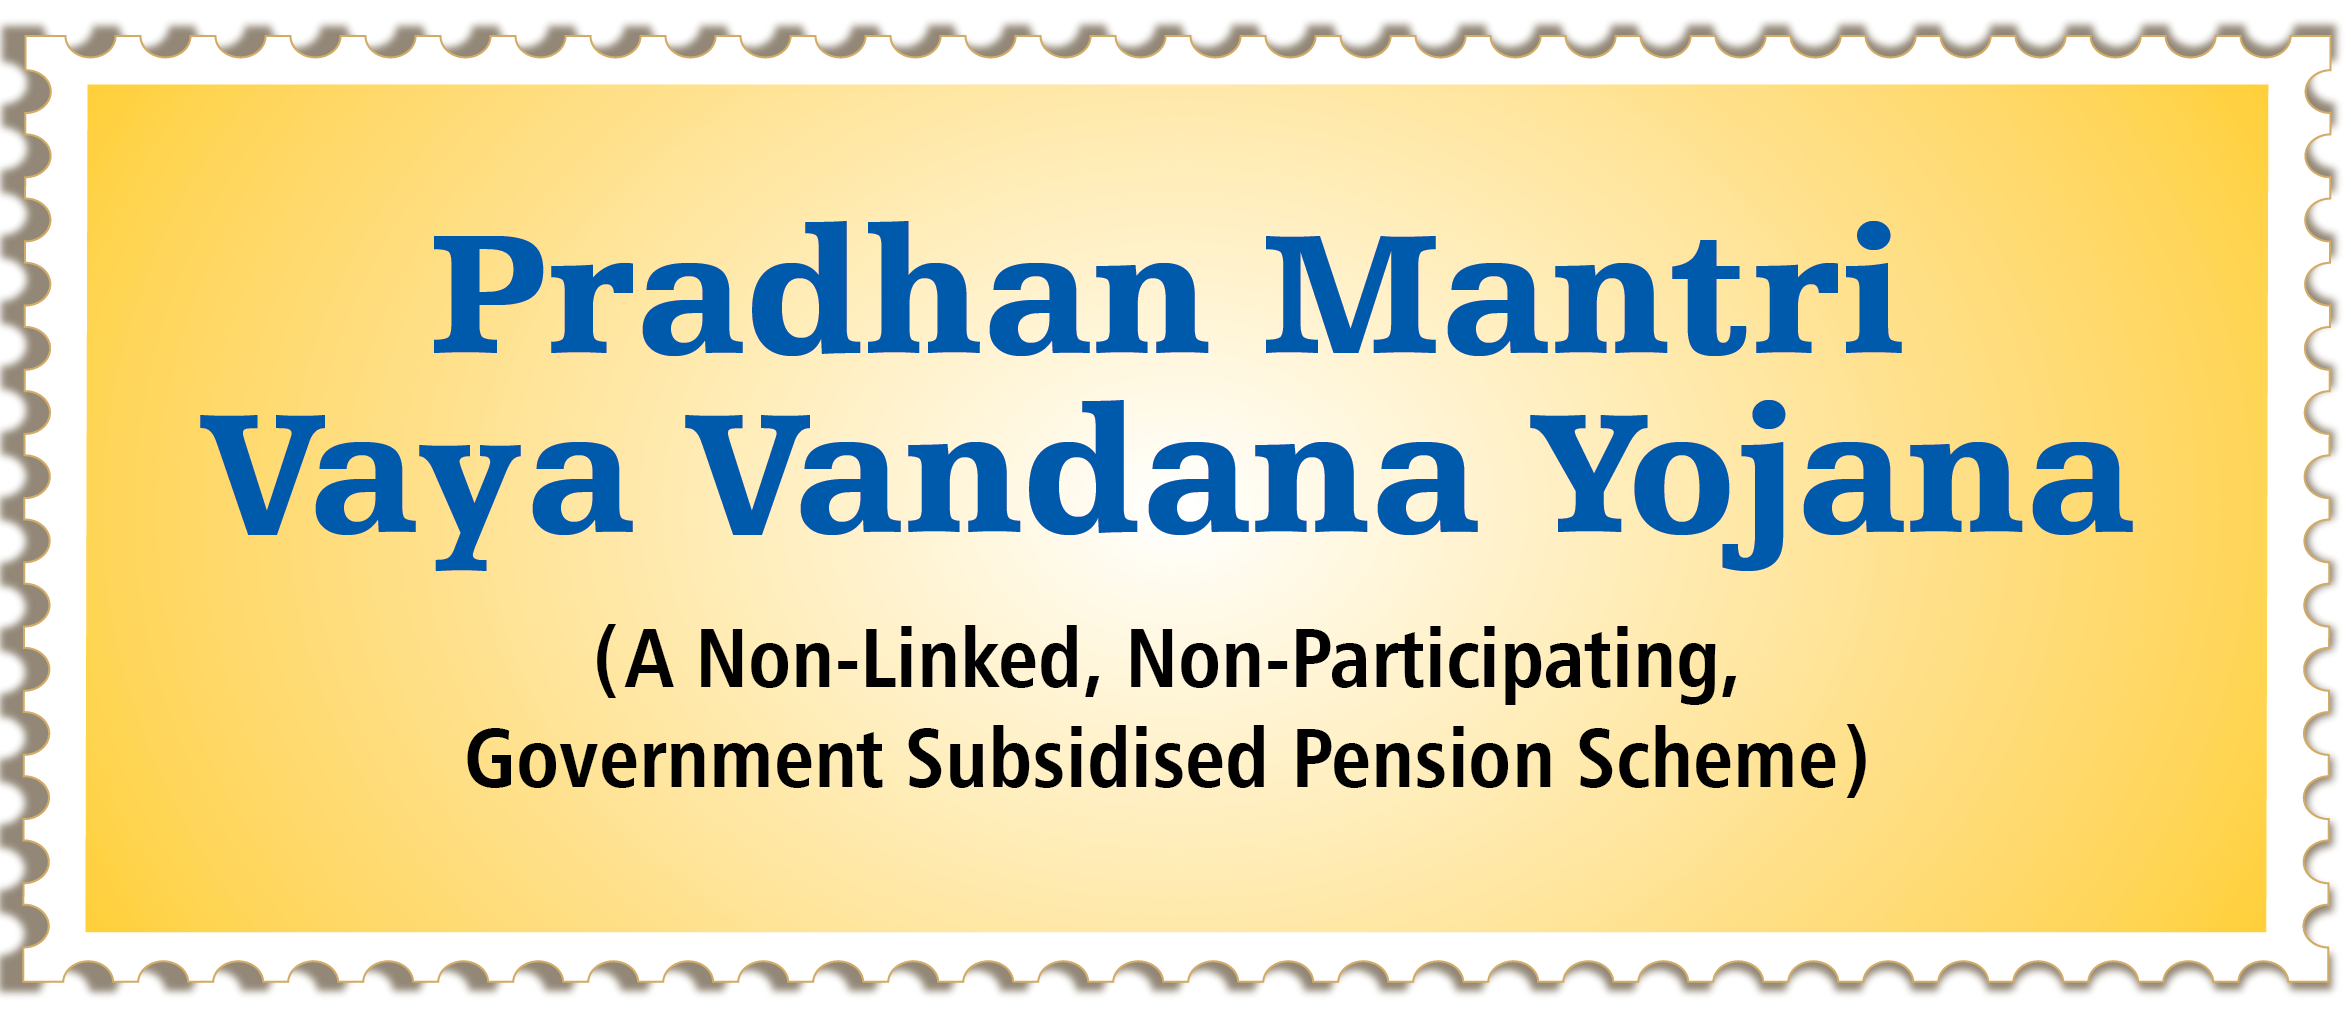 Pradhan Mantri
Vaya Vandana Yojana
(A Non-Linked, Non-Participating,
Government Subsidised Pension Scheme)